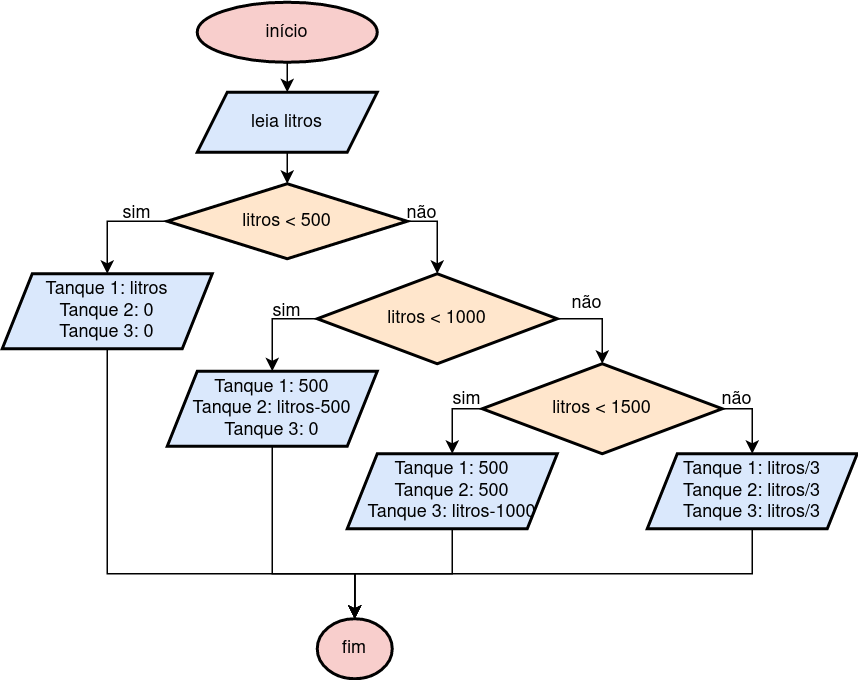 início
leia litros
litros < 500
sim
não
Tanque 1: litros
Tanque 2: 0
Tanque 3: 0
litros < 1000
sim
não
Tanque 1: 500
Tanque 2: litros-500
Tanque 3: 0
litros < 1500
sim
não
Tanque 1: 500
Tanque 2: 500
Tanque 3: litros-1000
Tanque 1: litros/3
Tanque 2: litros/3
Tanque 3: litros/3
fim